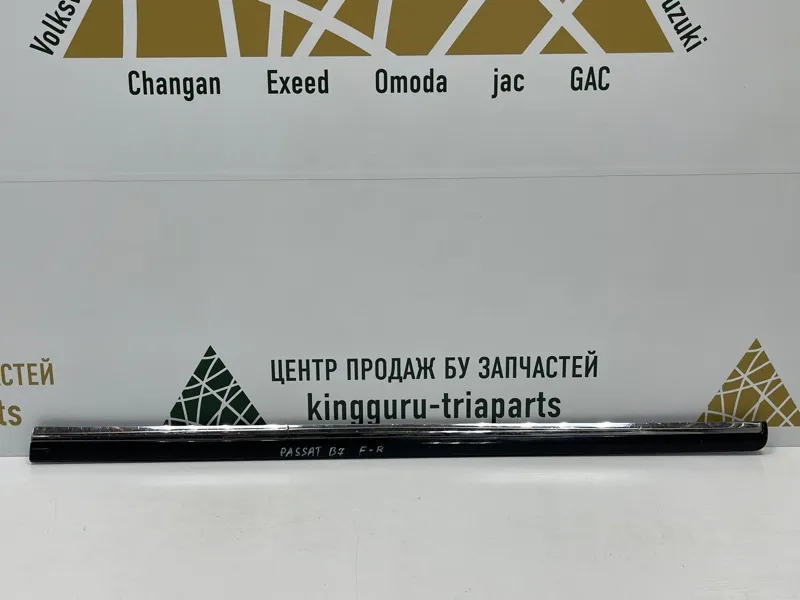 Changan Exeed Omoda jac GAC
ЦЕНТР ПРОДАЖ БУ ЗАПЧАСТЕЙ
kingguru-triaparts
PASSAT B7 F-R